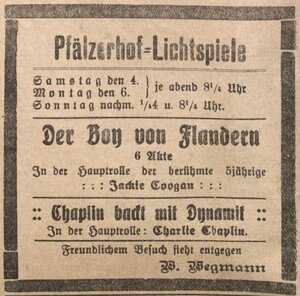 Pfälzerhof=Lichtspiele
Samstag den 4.
Montag den 6. } je abend 8¼ Uhr
Sonntag nachm. ¼4 u. 8¼ Uhr.
Der Boy von Flandern
6 Akte
In der Hauptrolle der berühmte 5jährige
: : : Jackie Coogan : : :
:: Chaplin backt mit Dynamit ::
In der Hauptrolle: Charlie Chaplin.
Freundlichem Besuch sieht entgegen
W. Wegmann